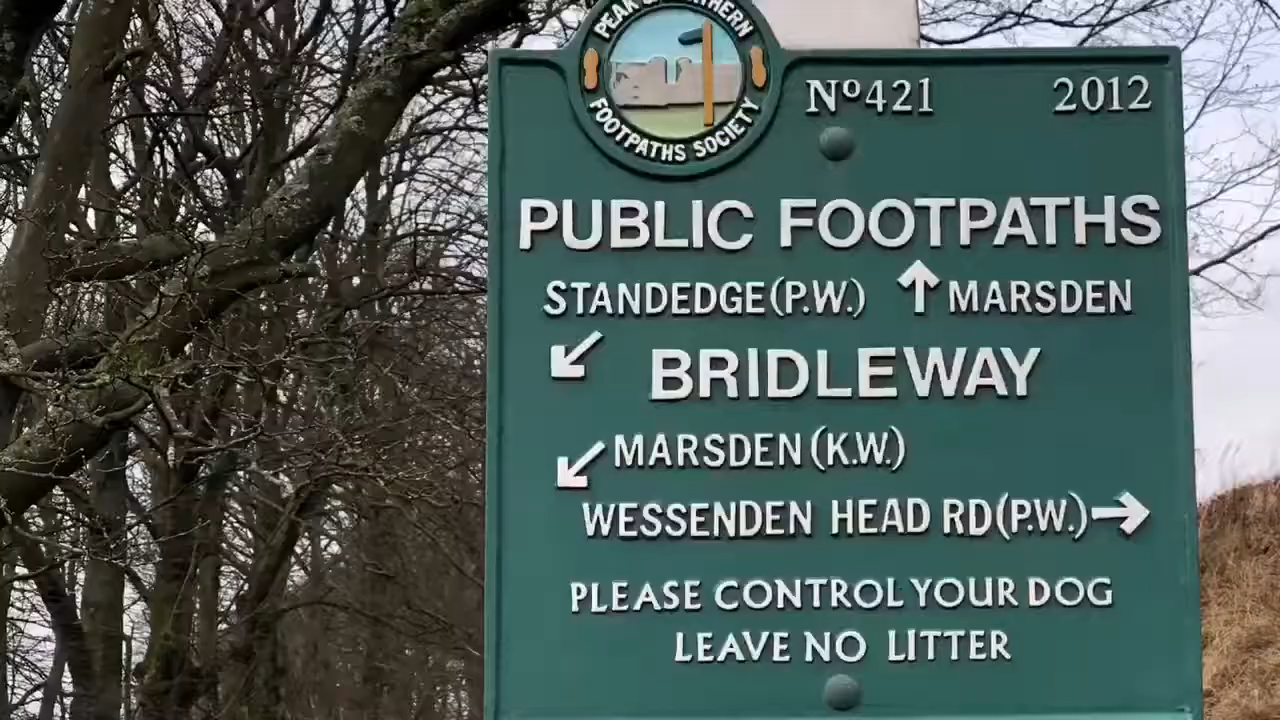 PEAK & NORTHERN
FOOTPATHS SOCIETY
Nº421 2012
PUBLIC FOOTPATHS
STANDEDGE(P.W.) ↑ MARSDEN
↙ BRIDLEWAY
↙ MARSDEN (K.W.)
WESSENDEN HEAD RD(P.W.) →
PLEASE CONTROL YOUR DOG
LEAVE NO LITTER